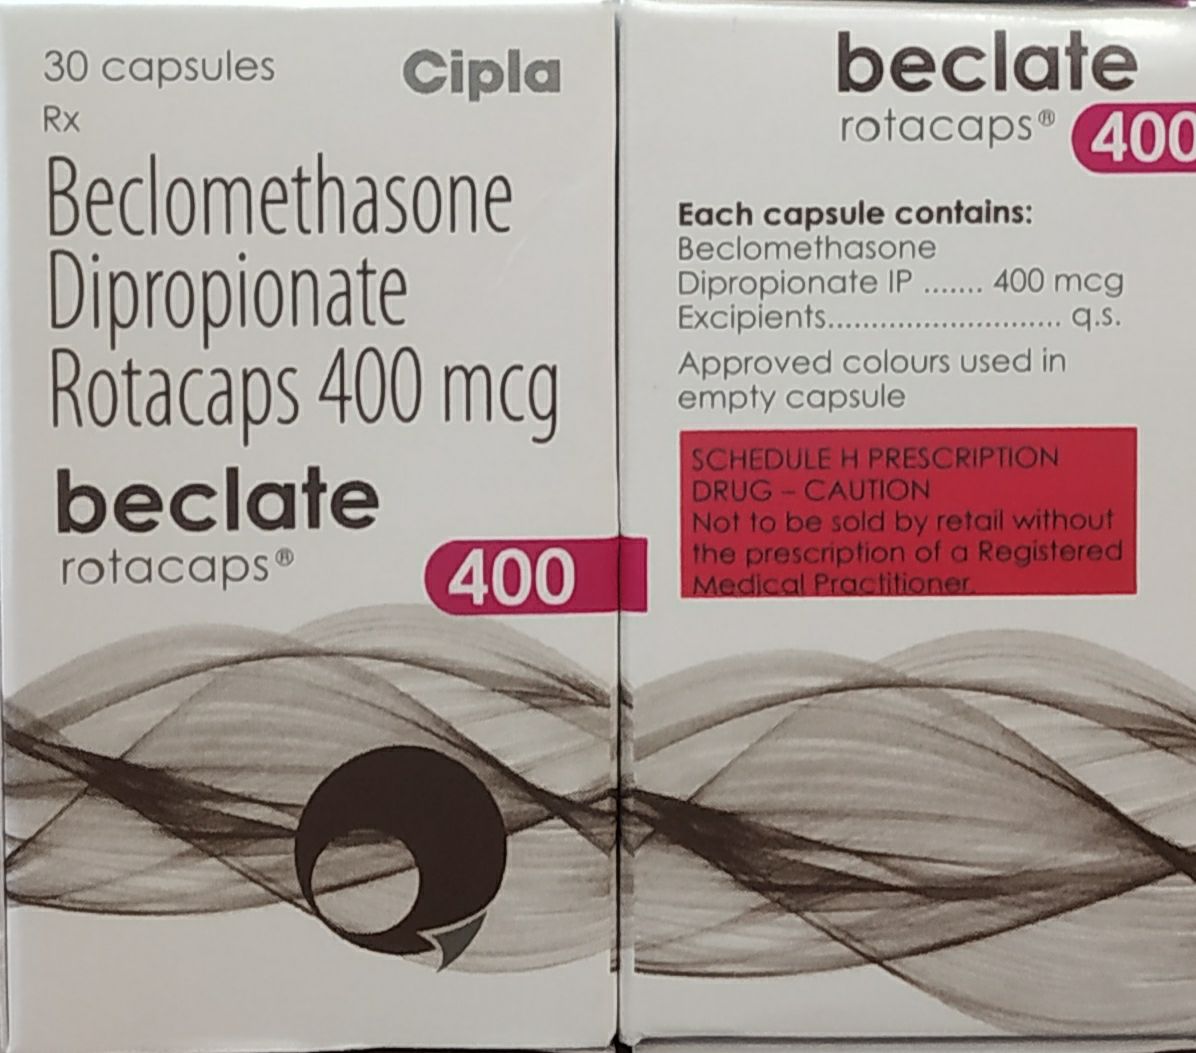 30 capsules
Cipla
Rx
Beclomethasone
Dipropionate
Rotacaps 400 mcg
beclate
rotacaps®
400
beclate
rotacaps®
400
Each capsule contains:
Beclomethasone
Dipropionate IP ....... 400 mcg
Excipients........................... q.s.
Approved colours used in
empty capsule
SCHEDULE H PRESCRIPTION
DRUG – CAUTION
Not to be sold by retail without
the prescription of a Registered
Medical Practitioner.